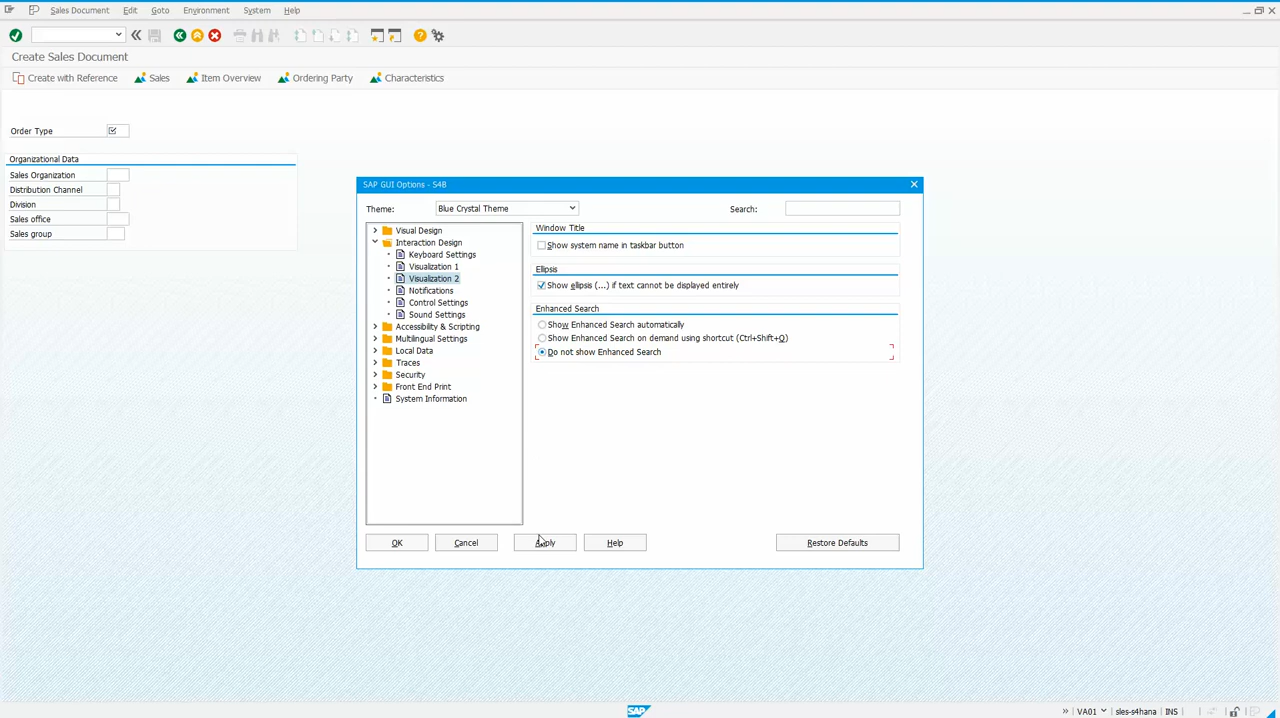 Sales Document Edit Goto Environment System Help
Create Sales Document
Create with Reference Sales Item Overview Ordering Party Characteristics
Order Type
Organizational Data
Sales Organization
Distribution Channel
Division
Sales office
Sales group
SAP GUI Options - S4B
Theme: Blue Crystal Theme Search:
Visual Design
Interaction Design
Keyboard Settings
Visualization 1
Visualization 2
Notifications
Control Settings
Sound Settings
Accessibility & Scripting
Multilingual Settings
Local Data
Traces
Security
Front End Print
System Information
Window Title
Show system name in taskbar button
Ellipsis
Show ellipsis (...) if text cannot be displayed entirely
Enhanced Search
Show Enhanced Search automatically
Show Enhanced Search on demand using shortcut (Ctrl+Shift+Q)
Do not show Enhanced Search
OK Cancel Apply Help Restore Defaults
SAP VA01 sles-s4hana INS